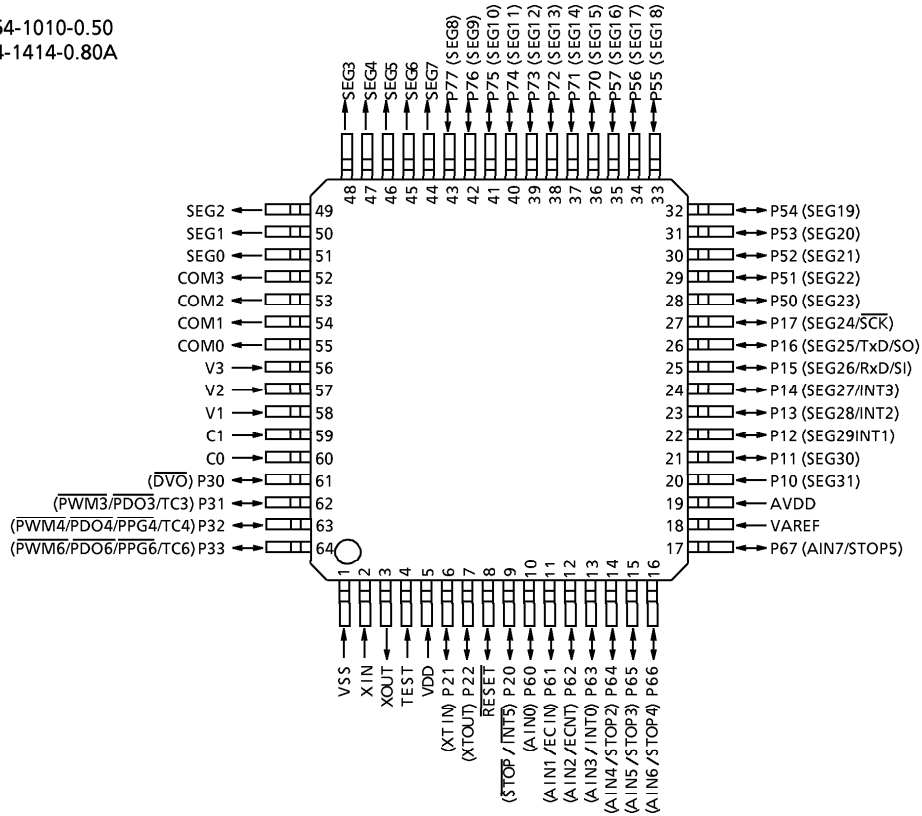 64-1010-0.50
4-1414-0.80A
SEG3
SEG4
SEG5
SEG6
SEG7
P77 (SEG8)
P76 (SEG9)
P75 (SEG10)
P74 (SEG11)
P73 (SEG12)
P72 (SEG13)
P71 (SEG14)
P70 (SEG15)
P57 (SEG16)
P56 (SEG17)
P55 (SEG18)
48
47
46
45
44
43
42
41
40
39
38
37
36
35
34
33
SEG2 49
SEG1 50
SEG0 51
COM3 52
COM2 53
COM1 54
COM0 55
V3 56
V2 57
V1 58
C1 59
C0 60
(DVO) P30 61
(PWM3/PDO3/TC3) P31 62
(PWM4/PDO4/PPG4/TC4) P32 63
(PWM6/PDO6/PPG6/TC6) P33 64
32 P54 (SEG19)
31 P53 (SEG20)
30 P52 (SEG21)
29 P51 (SEG22)
28 P50 (SEG23)
27 P17 (SEG24/SCK)
26 P16 (SEG25/TxD/SO)
25 P15 (SEG26/RxD/SI)
24 P14 (SEG27/INT3)
23 P13 (SEG28/INT2)
22 P12 (SEG29INT1)
21 P11 (SEG30)
20 P10 (SEG31)
19 AVDD
18 VAREF
17 P67 (AIN7/STOP5)
1
2
3
4
5
6
7
8
9
10
11
12
13
14
15
16
VSS
XIN
XOUT
TEST
VDD
(XTIN) P21
(XTOUT) P22
RESET
(STOP/INT5) P20
(AIN0) P60
(AIN1/ECIN) P61
(AIN2/ECNT) P62
(AIN3/INT0) P63
(AIN4/STOP2) P64
(AIN5/STOP3) P65
(AIN6/STOP4) P66